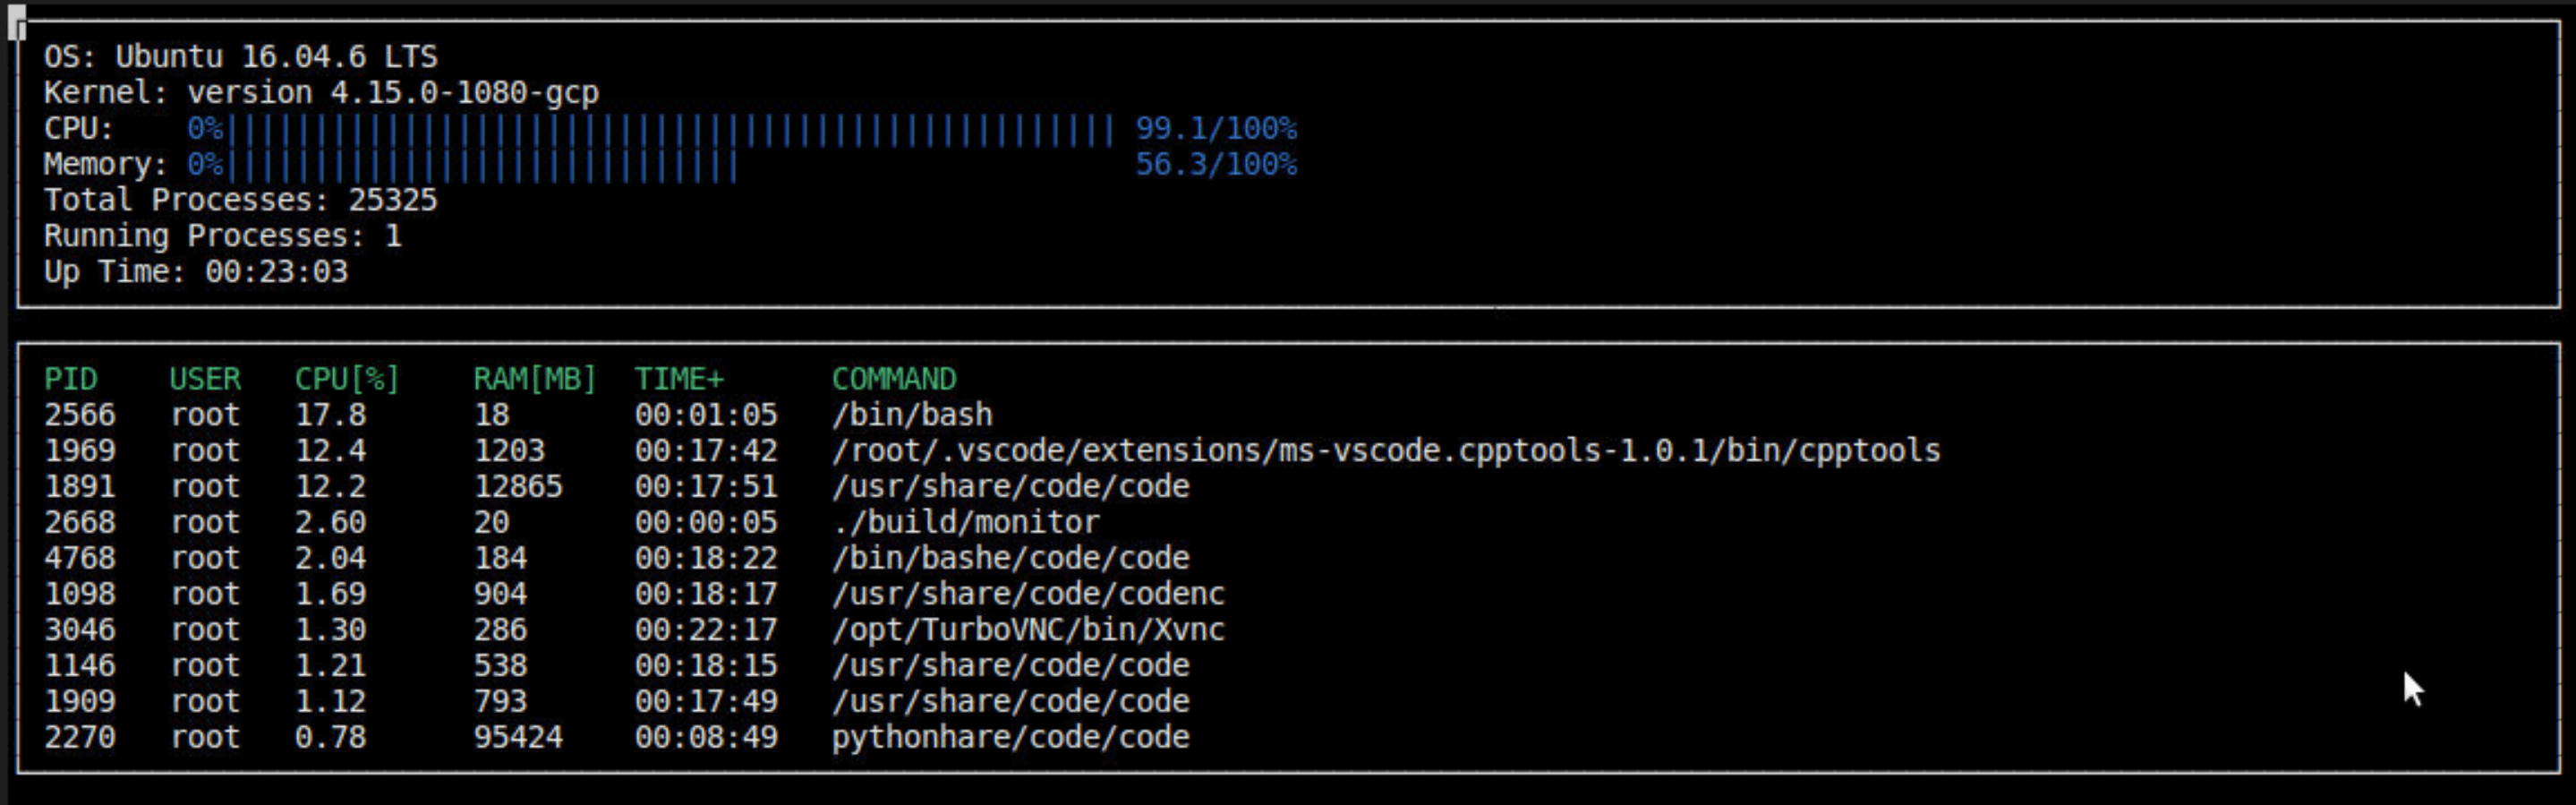 OS: Ubuntu 16.04.6 LTS
Kernel: version 4.15.0-1080-gcp
CPU: 0%|||||||||||||||||||||||||||||||||||||||||||||||||| 99.1/100%
Memory: 0%||||||||||||||||||||||||||||| 56.3/100%
Total Processes: 25325
Running Processes: 1
Up Time: 00:23:03
PID USER CPU[%] RAM[MB] TIME+ COMMAND
2566 root 17.8 18 00:01:05 /bin/bash
1969 root 12.4 1203 00:17:42 /root/.vscode/extensions/ms-vscode.cpptools-1.0.1/bin/cpptools
1891 root 12.2 12865 00:17:51 /usr/share/code/code
2668 root 2.60 20 00:00:05 ./build/monitor
4768 root 2.04 184 00:18:22 /bin/bashe/code/code
1098 root 1.69 904 00:18:17 /usr/share/code/codenc
3046 root 1.30 286 00:22:17 /opt/TurboVNC/bin/Xvnc
1146 root 1.21 538 00:18:15 /usr/share/code/code
1909 root 1.12 793 00:17:49 /usr/share/code/code
2270 root 0.78 95424 00:08:49 pythonhare/code/code